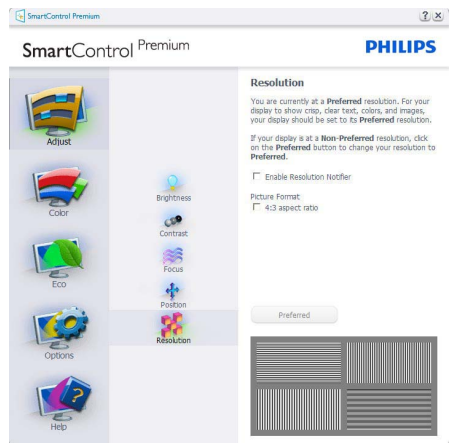 SmartControl Premium
SmartControl Premium
PHILIPS
Adjust
Color
Eco
Options
Help
Brightness
Contrast
Focus
Position
Resolution
Resolution
You are currently at a Preferred resolution. For your
display to show crisp, clear text, colors, and images,
your display should be set to its Preferred resolution.
If your display is at a Non-Preferred resolution, click
on the Preferred button to change your resolution to
Preferred.
Enable Resolution Notifier
Picture Format
4:3 aspect ratio
Preferred